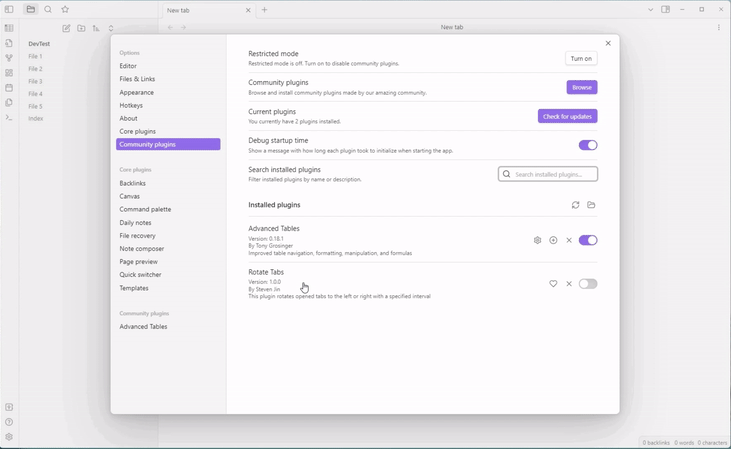 New tab
New tab
DevTest
File 1
File 2
File 3
File 4
File 5
Index
Options
Editor
Files & Links
Appearance
Hotkeys
About
Core plugins
Community plugins
Core plugins
Backlinks
Canvas
Command palette
Daily notes
File recovery
Note composer
Page preview
Quick switcher
Templates
Community plugins
Advanced Tables
Restricted mode
Restricted mode is off. Turn on to disable community plugins.
Turn on
Community plugins
Browse and install community plugins made by our amazing community.
Browse
Current plugins
You currently have 2 plugins installed.
Check for updates
Debug startup time
Show a message with how long each plugin took to initialize when starting the app.
Search installed plugins
Filter installed plugins by name or description.
Search installed plugins...
Installed plugins
Advanced Tables
Version: 0.18.1
By Tony Grosinger
Improved table navigation, formatting, manipulation, and formulas
Rotate Tabs
Version: 1.0.0
By Steven Jin
This plugin rotates opened tabs to the left or right with a specified interval
0 backlinks 0 words 0 characters